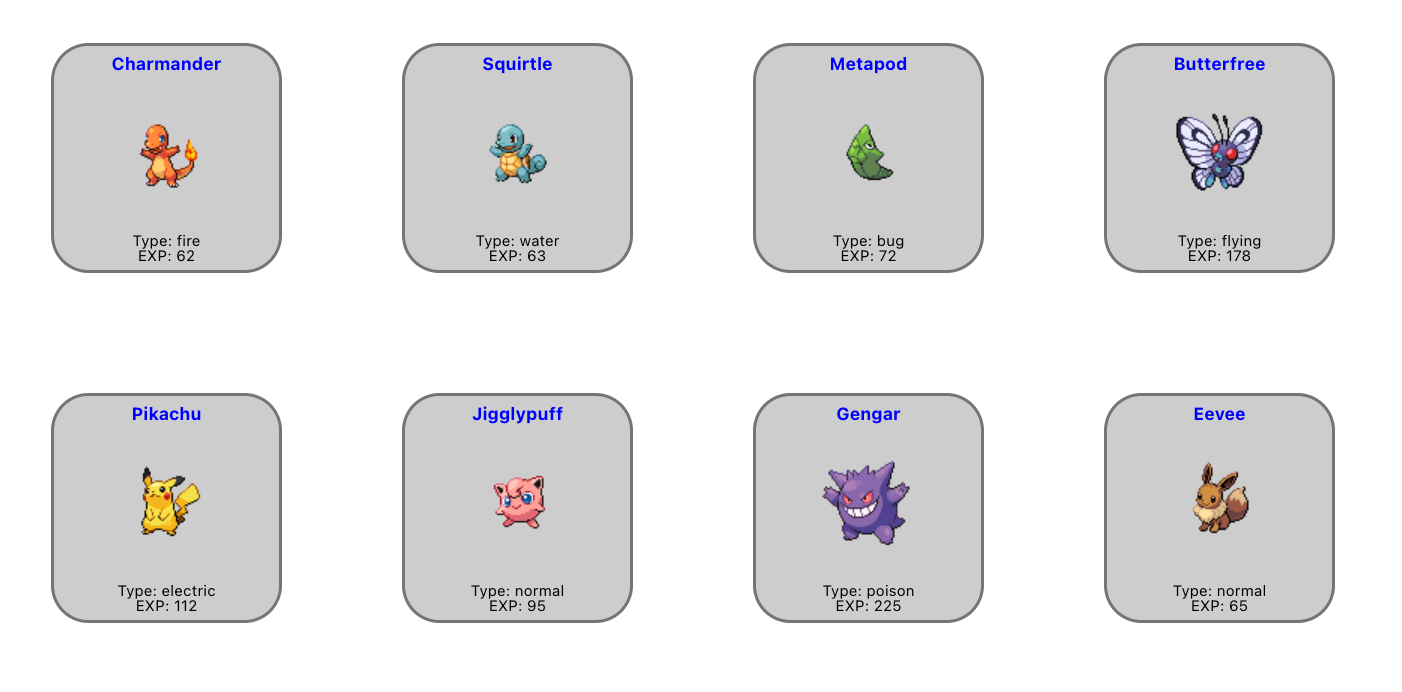 Charmander
Type: fire
EXP: 62
Squirtle
Type: water
EXP: 63
Metapod
Type: bug
EXP: 72
Butterfree
Type: flying
EXP: 178
Pikachu
Type: electric
EXP: 112
Jigglypuff
Type: normal
EXP: 95
Gengar
Type: poison
EXP: 225
Eevee
Type: normal
EXP: 65